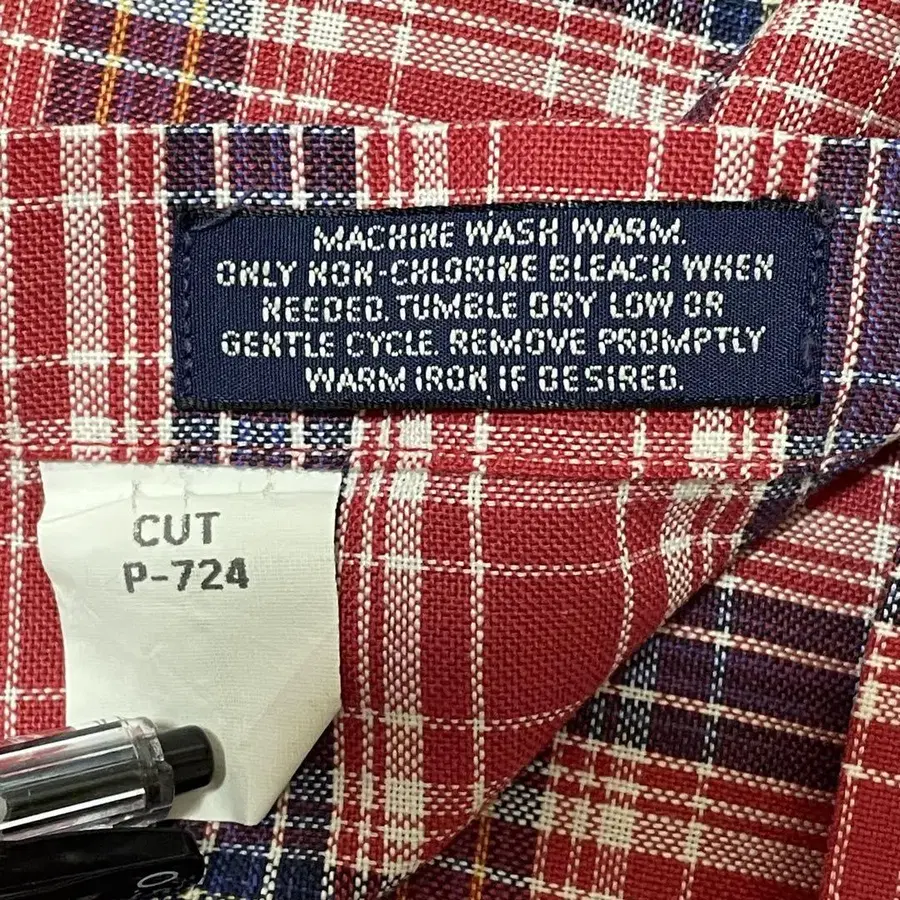 MACHINE WASH WARM.
ONLY NON-CHLORINE BLEACH WHEN
NEEDED. TUMBLE DRY LOW OR
GENTLE CYCLE. REMOVE PROMPTLY
WARM IRON IF DESIRED.
CUT
P-724